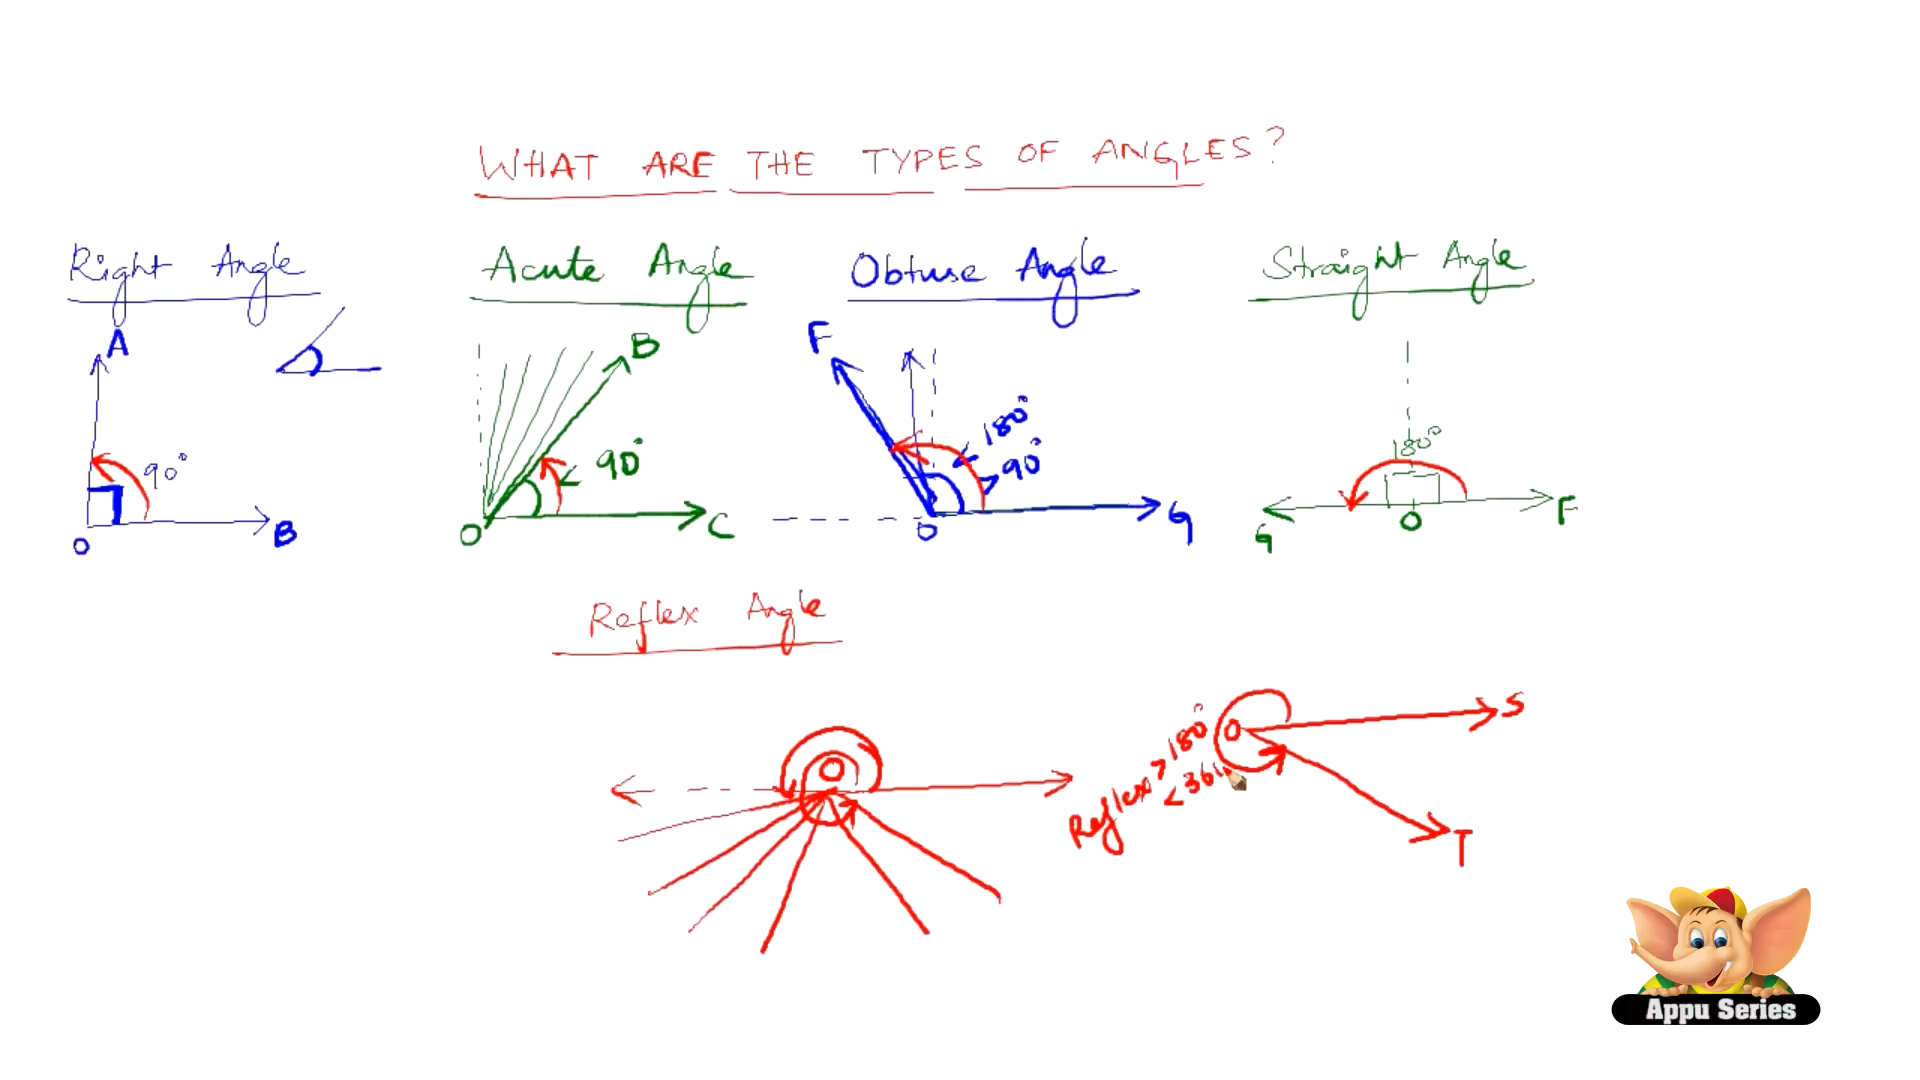 WHAT ARE THE TYPES OF ANGLES?
Right Angle
A
90°
O
B
Acute Angle
B
< 90°
O
C
Obtuse Angle
F
< 180°
> 90°
O
G
Straight Angle
180°
G
O
F
Reflex Angle
O
Reflex > 180°
< 36
O
S
T
Appu Series